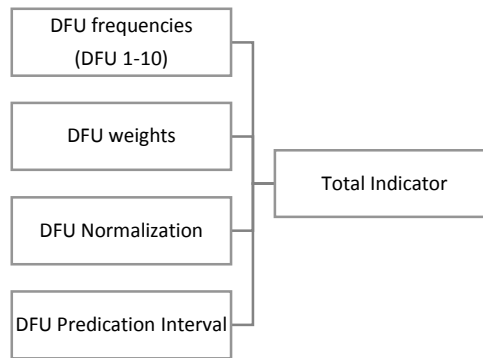 DFU frequencies
(DFU 1-10)
DFU weights
Total Indicator
DFU Normalization
DFU Predication Interval